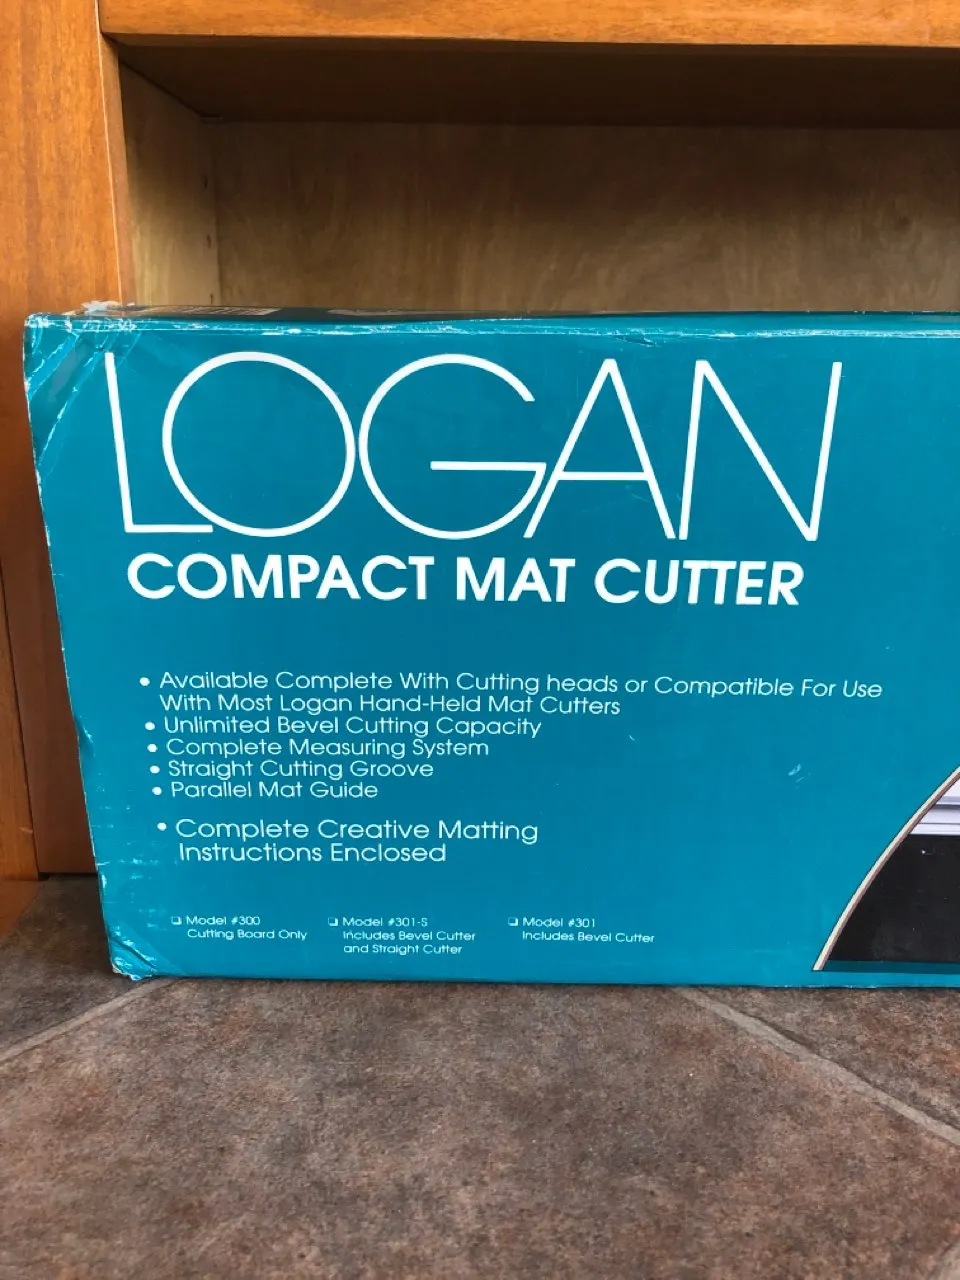 LOGAN
COMPACT MAT CUTTER
• Available Complete With Cutting heads or Compatible For Use
With Most Logan Hand-Held Mat Cutters
• Unlimited Bevel Cutting Capacity
• Complete Measuring System
• Straight Cutting Groove
• Parallel Mat Guide
• Complete Creative Matting
Instructions Enclosed
❑ Model #300
Cutting Board Only
❑ Model #301-S
Includes Bevel Cutter
and Straight Cutter
❑ Model #301
Includes Bevel Cutter